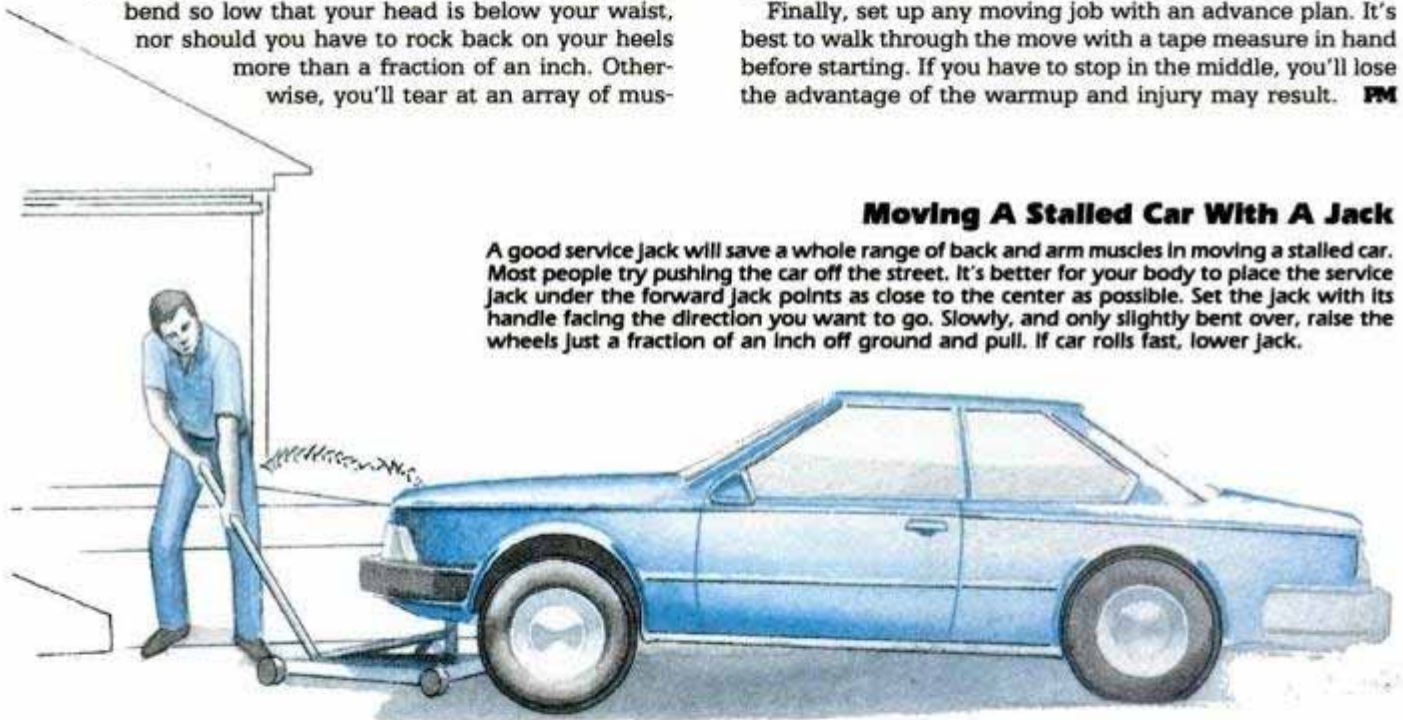 bend so low that your head is below your waist,
nor should you have to rock back on your heels
more than a fraction of an inch. Other-
wise, you'll tear at an array of mus-
Finally, set up any moving job with an advance plan. It's
best to walk through the move with a tape measure in hand
before starting. If you have to stop in the middle, you'll lose
the advantage of the warmup and injury may result. PM
Moving A Stalled Car With A Jack
A good service jack will save a whole range of back and arm muscles in moving a stalled car.
Most people try pushing the car off the street. It's better for your body to place the service
jack under the forward jack points as close to the center as possible. Set the jack with its
handle facing the direction you want to go. Slowly, and only slightly bent over, raise the
wheels just a fraction of an inch off ground and pull. If car rolls fast, lower jack.